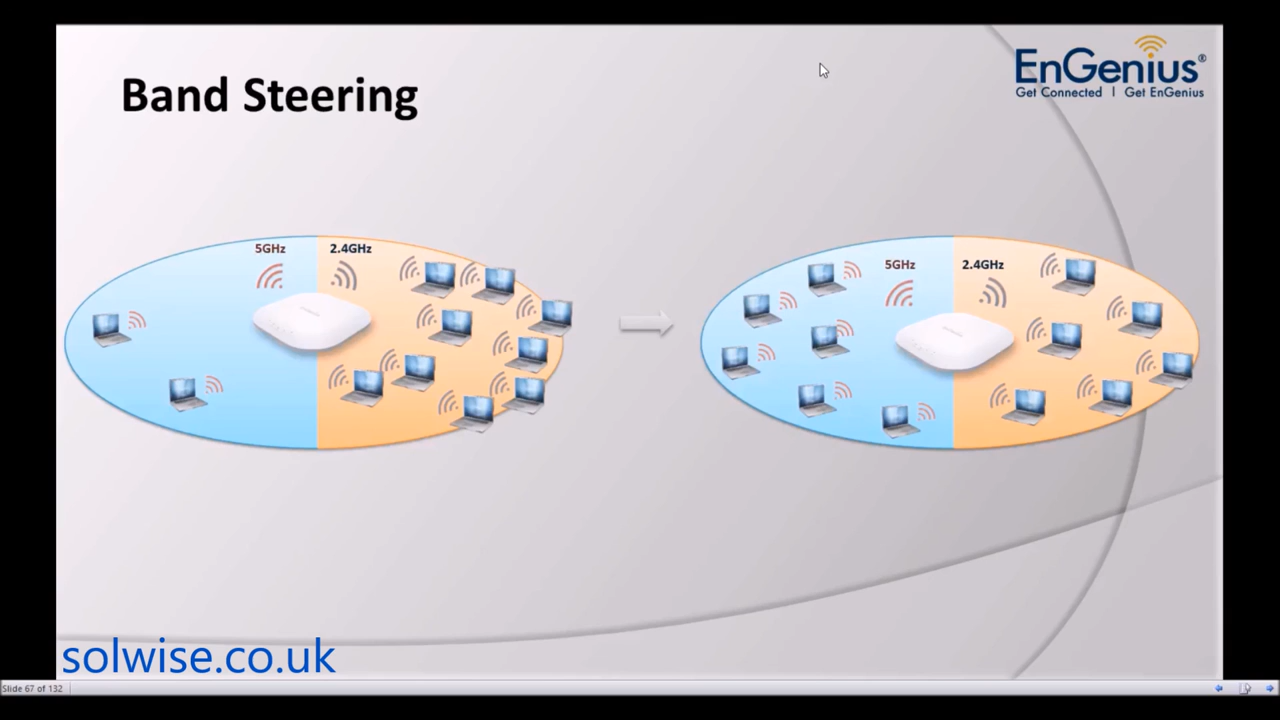 Band Steering
EnGenius®
Get Connected | Get EnGenius
5GHz
2.4GHz
5GHz
2.4GHz
solwise.co.uk
Slide 67 of 132